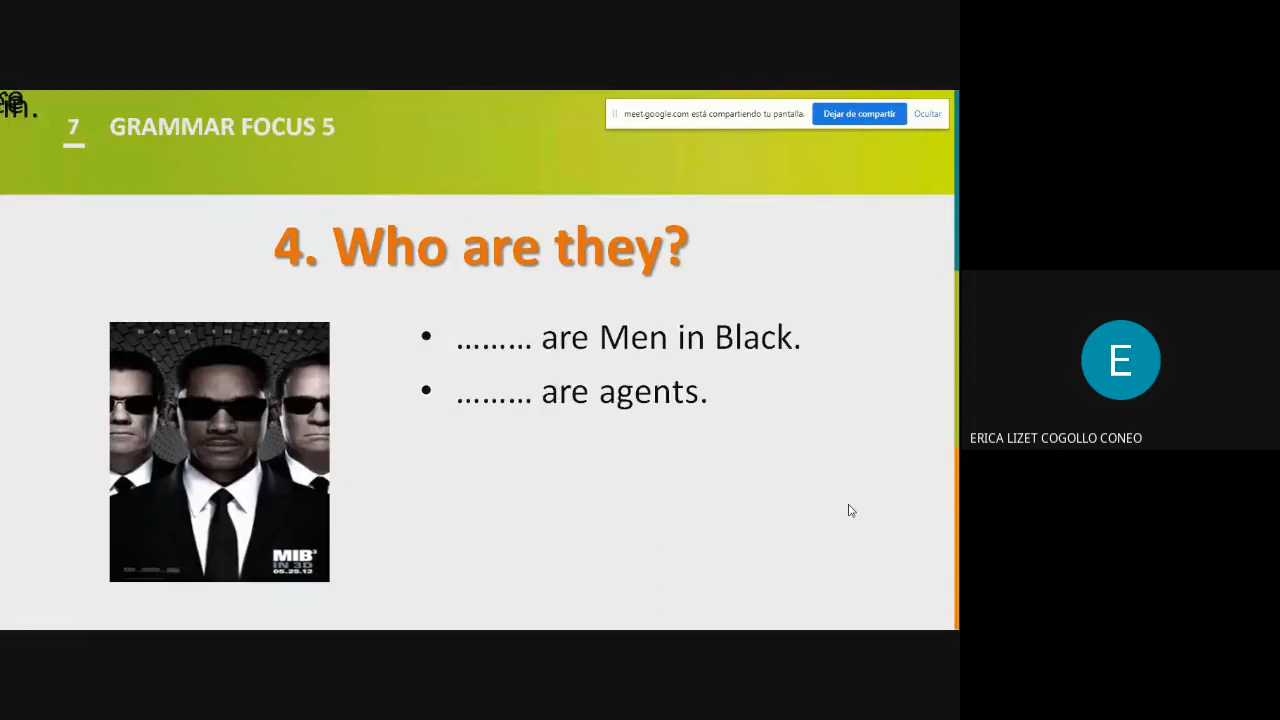 7 GRAMMAR FOCUS 5
meet.google.com está compartiendo tu pantalla. Dejar de compartir Ocultar
4. Who are they?
BACK IN TIME
• ......... are Men in Black.
• ......... are agents.
E
ERICA LIZET COGOLLO CONEO
MIB³
IN 3D
05.25.12